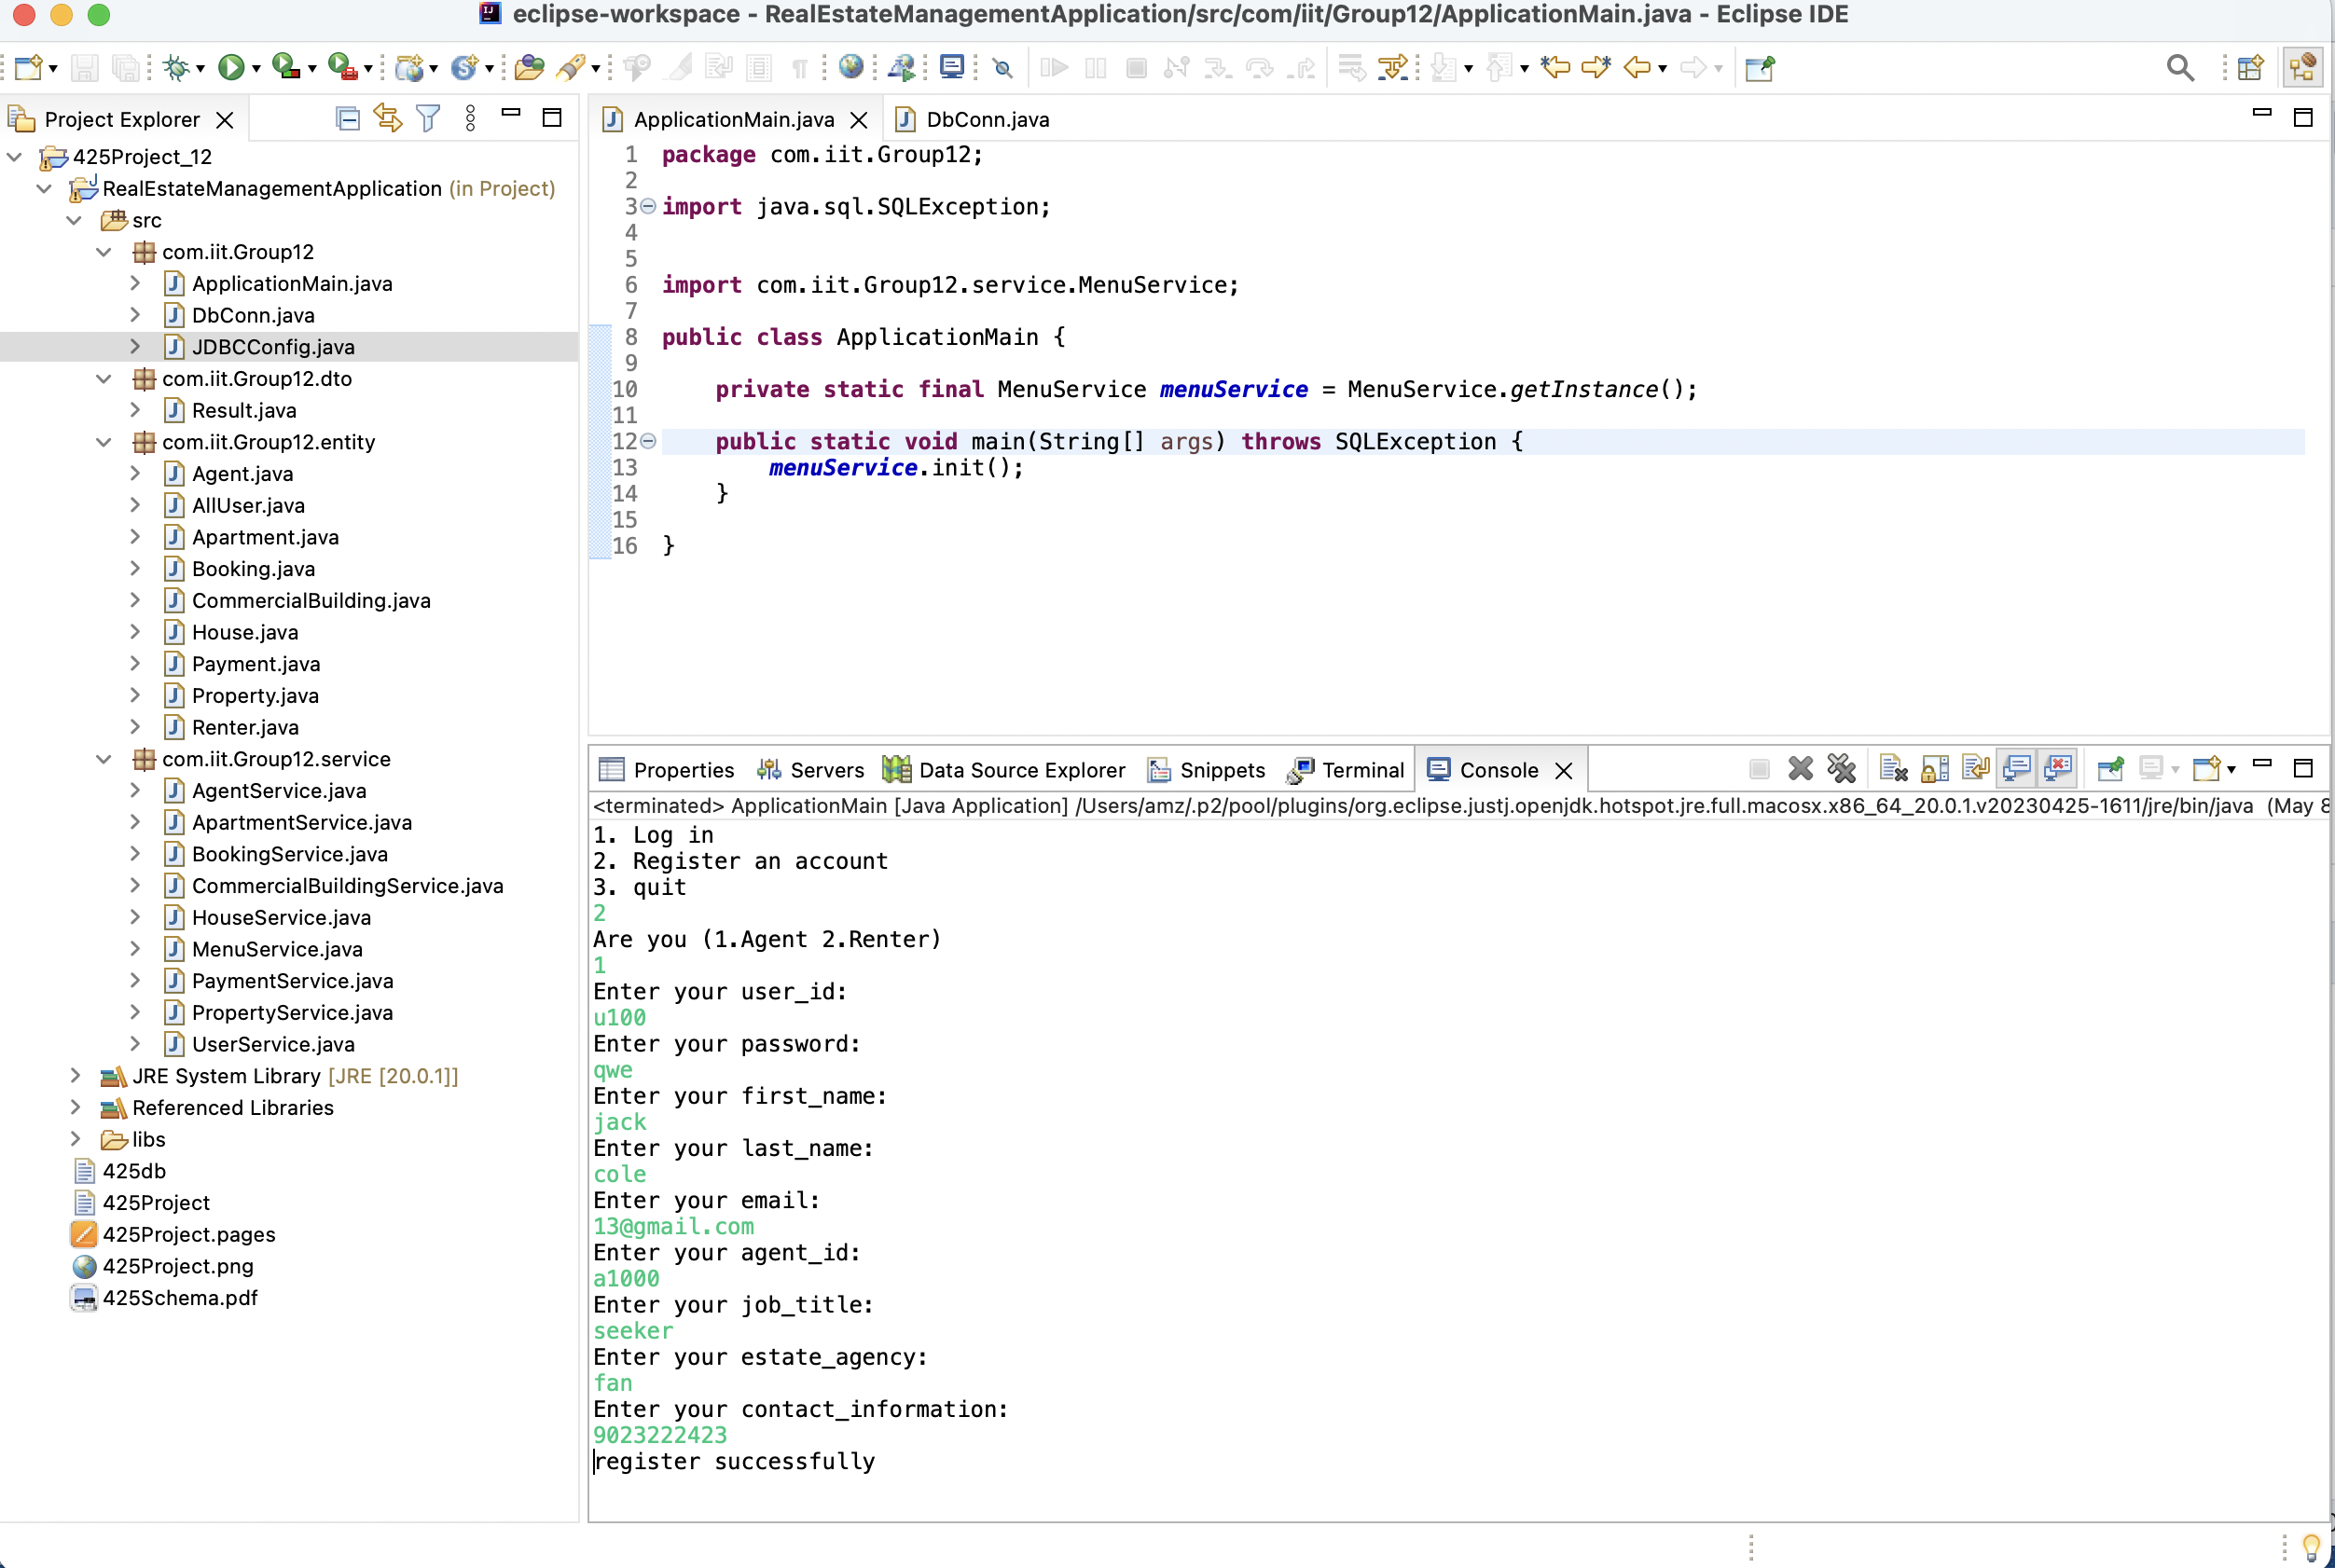 eclipse-workspace - RealEstateManagementApplication/src/com/iit/Group12/ApplicationMain.java - Eclipse IDE
Project Explorer
425Project_12
RealEstateManagementApplication (in Project)
src
com.iit.Group12
ApplicationMain.java
DbConn.java
JDBCConfig.java
com.iit.Group12.dto
Result.java
com.iit.Group12.entity
Agent.java
AllUser.java
Apartment.java
Booking.java
CommercialBuilding.java
House.java
Payment.java
Property.java
Renter.java
com.iit.Group12.service
AgentService.java
ApartmentService.java
BookingService.java
CommercialBuildingService.java
HouseService.java
MenuService.java
PaymentService.java
PropertyService.java
UserService.java
JRE System Library [JRE [20.0.1]]
Referenced Libraries
libs
425db
425Project
425Project.pages
425Project.png
425Schema.pdf
ApplicationMain.java DbConn.java
1 package com.iit.Group12;
2
3 import java.sql.SQLException;
4
5
6 import com.iit.Group12.service.MenuService;
7
8 public class ApplicationMain {
9
10 private static final MenuService menuService = MenuService.getInstance();
11
12 public static void main(String[] args) throws SQLException {
13 menuService.init();
14 }
15
16 }
Properties Servers Data Source Explorer Snippets Terminal Console
<terminated> ApplicationMain [Java Application] /Users/amz/.p2/pool/plugins/org.eclipse.justj.openjdk.hotspot.jre.full.macosx.x86_64_20.0.1.v20230425-1611/jre/bin/java (May 8
1. Log in
2. Register an account
3. quit
2
Are you (1.Agent 2.Renter)
1
Enter your user_id:
u100
Enter your password:
qwe
Enter your first_name:
jack
Enter your last_name:
cole
Enter your email:
13@gmail.com
Enter your agent_id:
a1000
Enter your job_title:
seeker
Enter your estate_agency:
fan
Enter your contact_information:
9023222423
register successfully